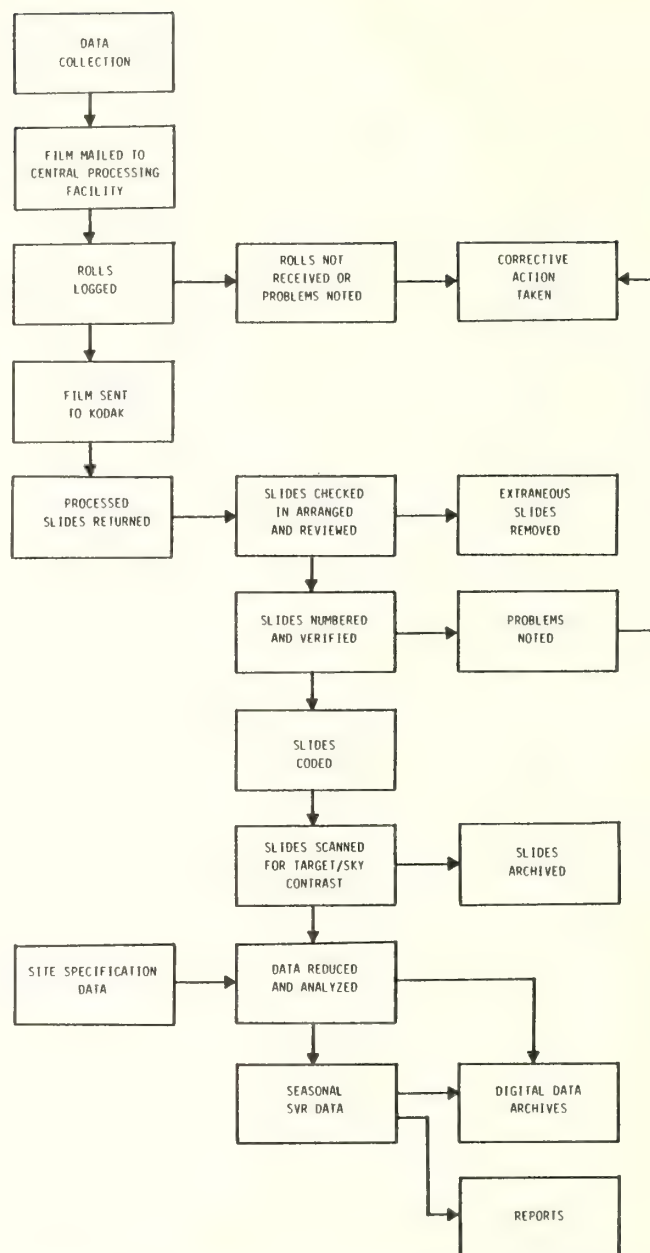 DATA
COLLECTION
FILM MAILED TO
CENTRAL PROCESSING
FACILITY
ROLLS
LOGGED
ROLLS NOT
RECEIVED OR
PROBLEMS NOTED
CORRECTIVE
ACTION
TAKEN
FILM SENT
TO KODAK
PROCESSED
SLIDES RETURNED
SLIDES CHECKED
IN ARRANGED
AND REVIEWED
EXTRANEOUS
SLIDES
REMOVED
SLIDES NUMBERED
AND VERIFIED
PROBLEMS
NOTED
SLIDES
CODED
SLIDES SCANNED
FOR TARGET/SKY
CONTRAST
SLIDES
ARCHIVED
SITE SPECIFICATION
DATA
DATA REDUCED
AND ANALYZED
SEASONAL
SVR DATA
DIGITAL DATA
ARCHIVES
REPORTS